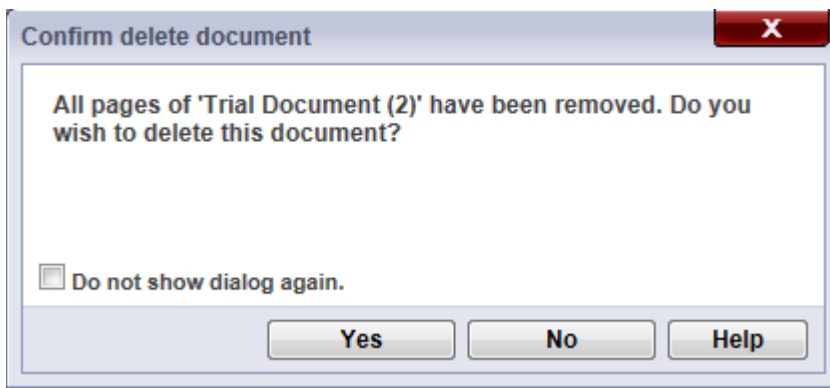 Confirm delete document
X
All pages of 'Trial Document (2)' have been removed. Do you
wish to delete this document?
Do not show dialog again.
Yes No Help